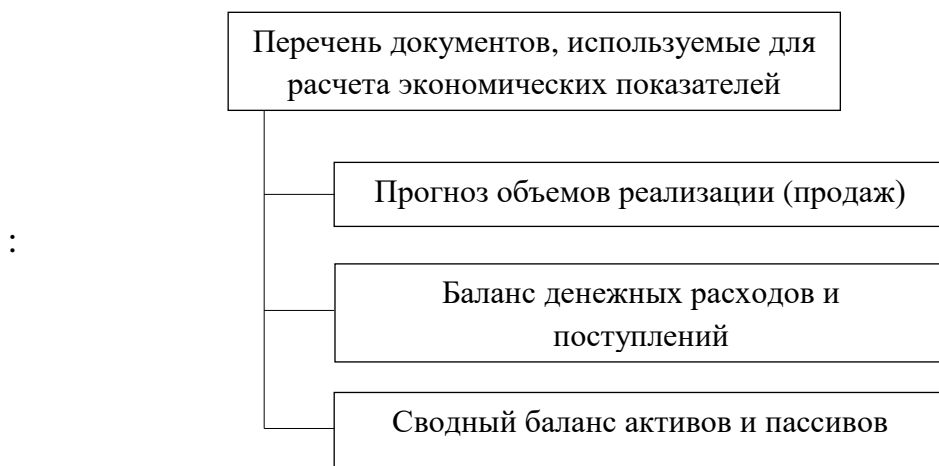 Перечень документов, используемые для
расчета экономических показателей
Прогноз объемов реализации (продаж)
:
Баланс денежных расходов и
поступлений
Сводный баланс активов и пассивов